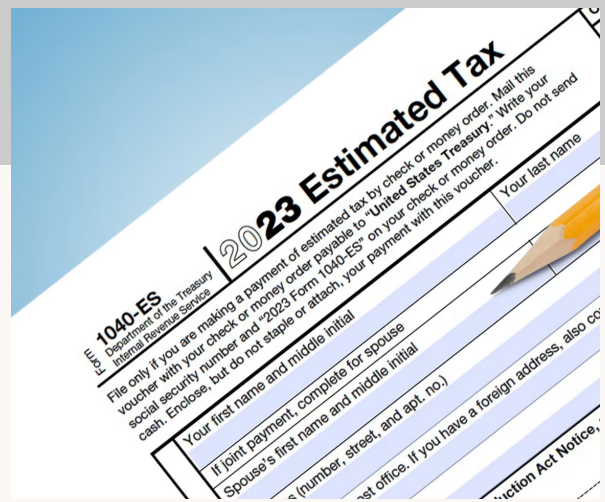 Form 1040-ES
Department of the Treasury
Internal Revenue Service
2023 Estimated Tax
File only if you are making a payment of estimated tax by check or money order. Mail this
voucher with your check or money order payable to “United States Treasury.” Write your
social security number and “2023 Form 1040-ES” on your check or money order. Do not send
cash. Enclose, but do not staple or attach, your payment with this voucher.
Your first name and middle initial
Your last name
If joint payment, complete for spouse
Spouse's first name and middle initial
(number, street, and apt. no.)
office. If you have a foreign address, also
Act Notice,